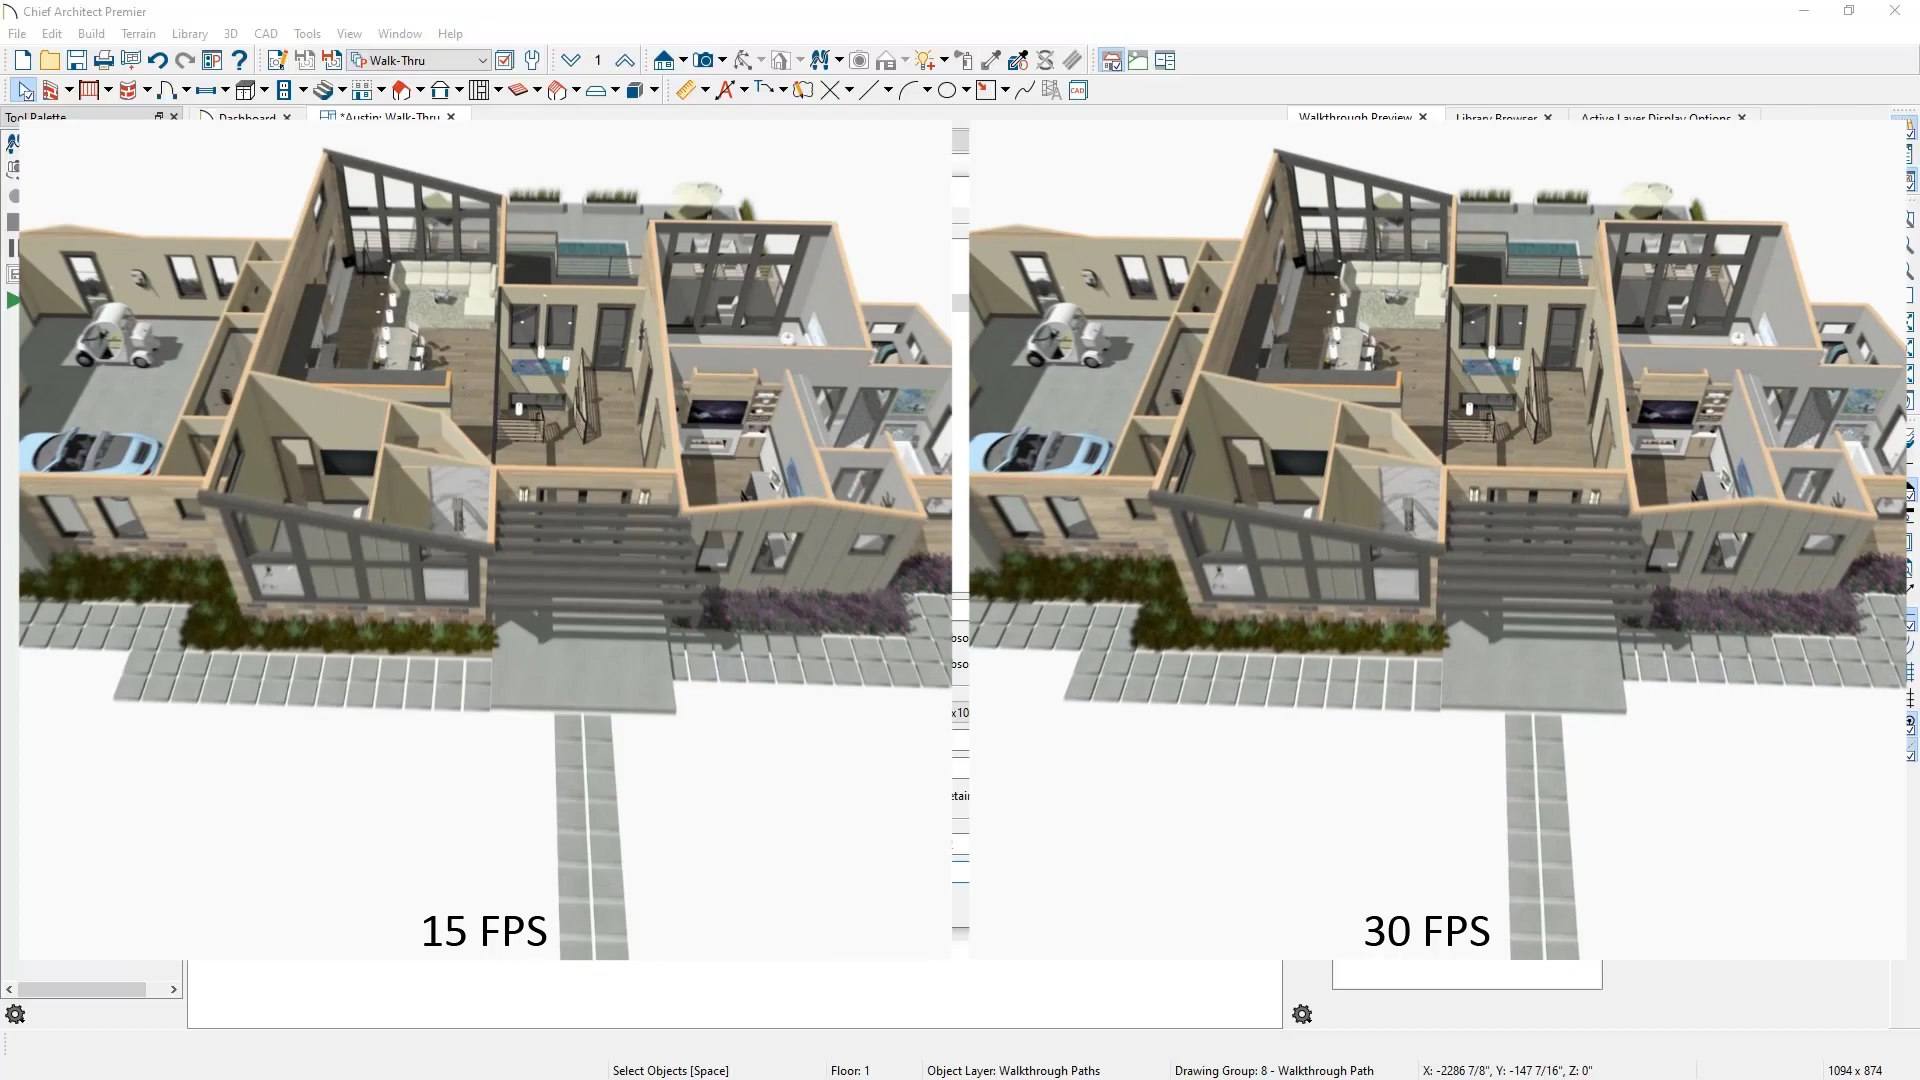 Chief Architect Premier
File Edit Build Terrain Library 3D CAD Tools View Window Help
Walk-Thru 1
CAD
Tool Palette Dashboard *Austin: Walk-Thru Walkthrough Preview Library Browser Active Layer Display Options
15 FPS 30 FPS
Select Objects [Space] Floor: 1 Object Layer: Walkthrough Paths Drawing Group: 8 - Walkthrough Path X: -2286 7/8", Y: -147 7/16", Z: 0" 1094 x 874